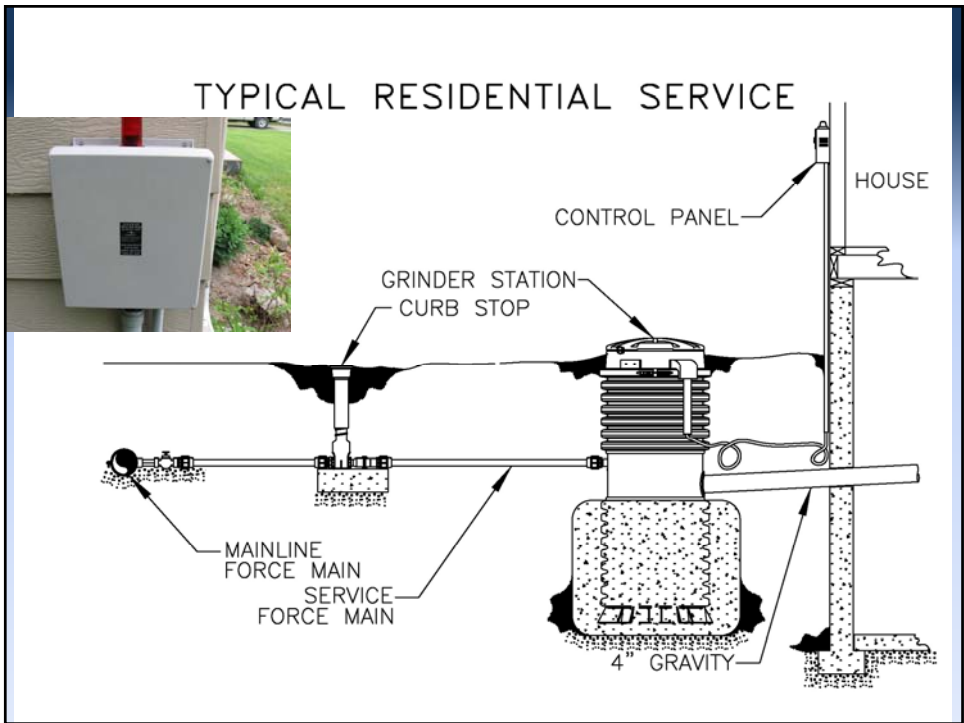 TYPICAL RESIDENTIAL SERVICE
HOUSE
CONTROL PANEL
GRINDER STATION
CURB STOP
MAINLINE
FORCE MAIN
SERVICE
FORCE MAIN
4" GRAVITY